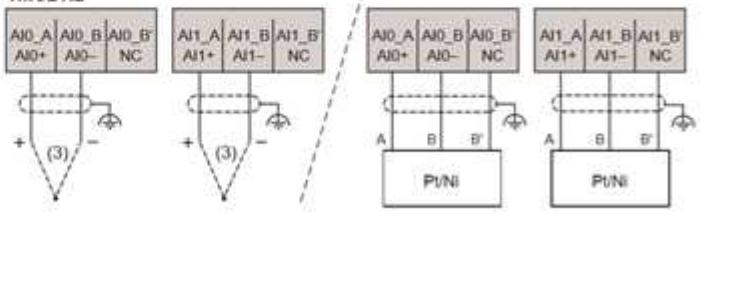 AI0_A AI0_B AI0_B'
AI0+ AI0– NC
AI1_A AI1_B AI1_B'
AI1+ AI1– NC
AI0_A AI0_B AI0_B'
AI0+ AI0– NC
AI1_A AI1_B AI1_B'
AI1+ AI1– NC
+ (3) –
+ (3) –
A B B'
Pt/Ni
A B B'
Pt/Ni